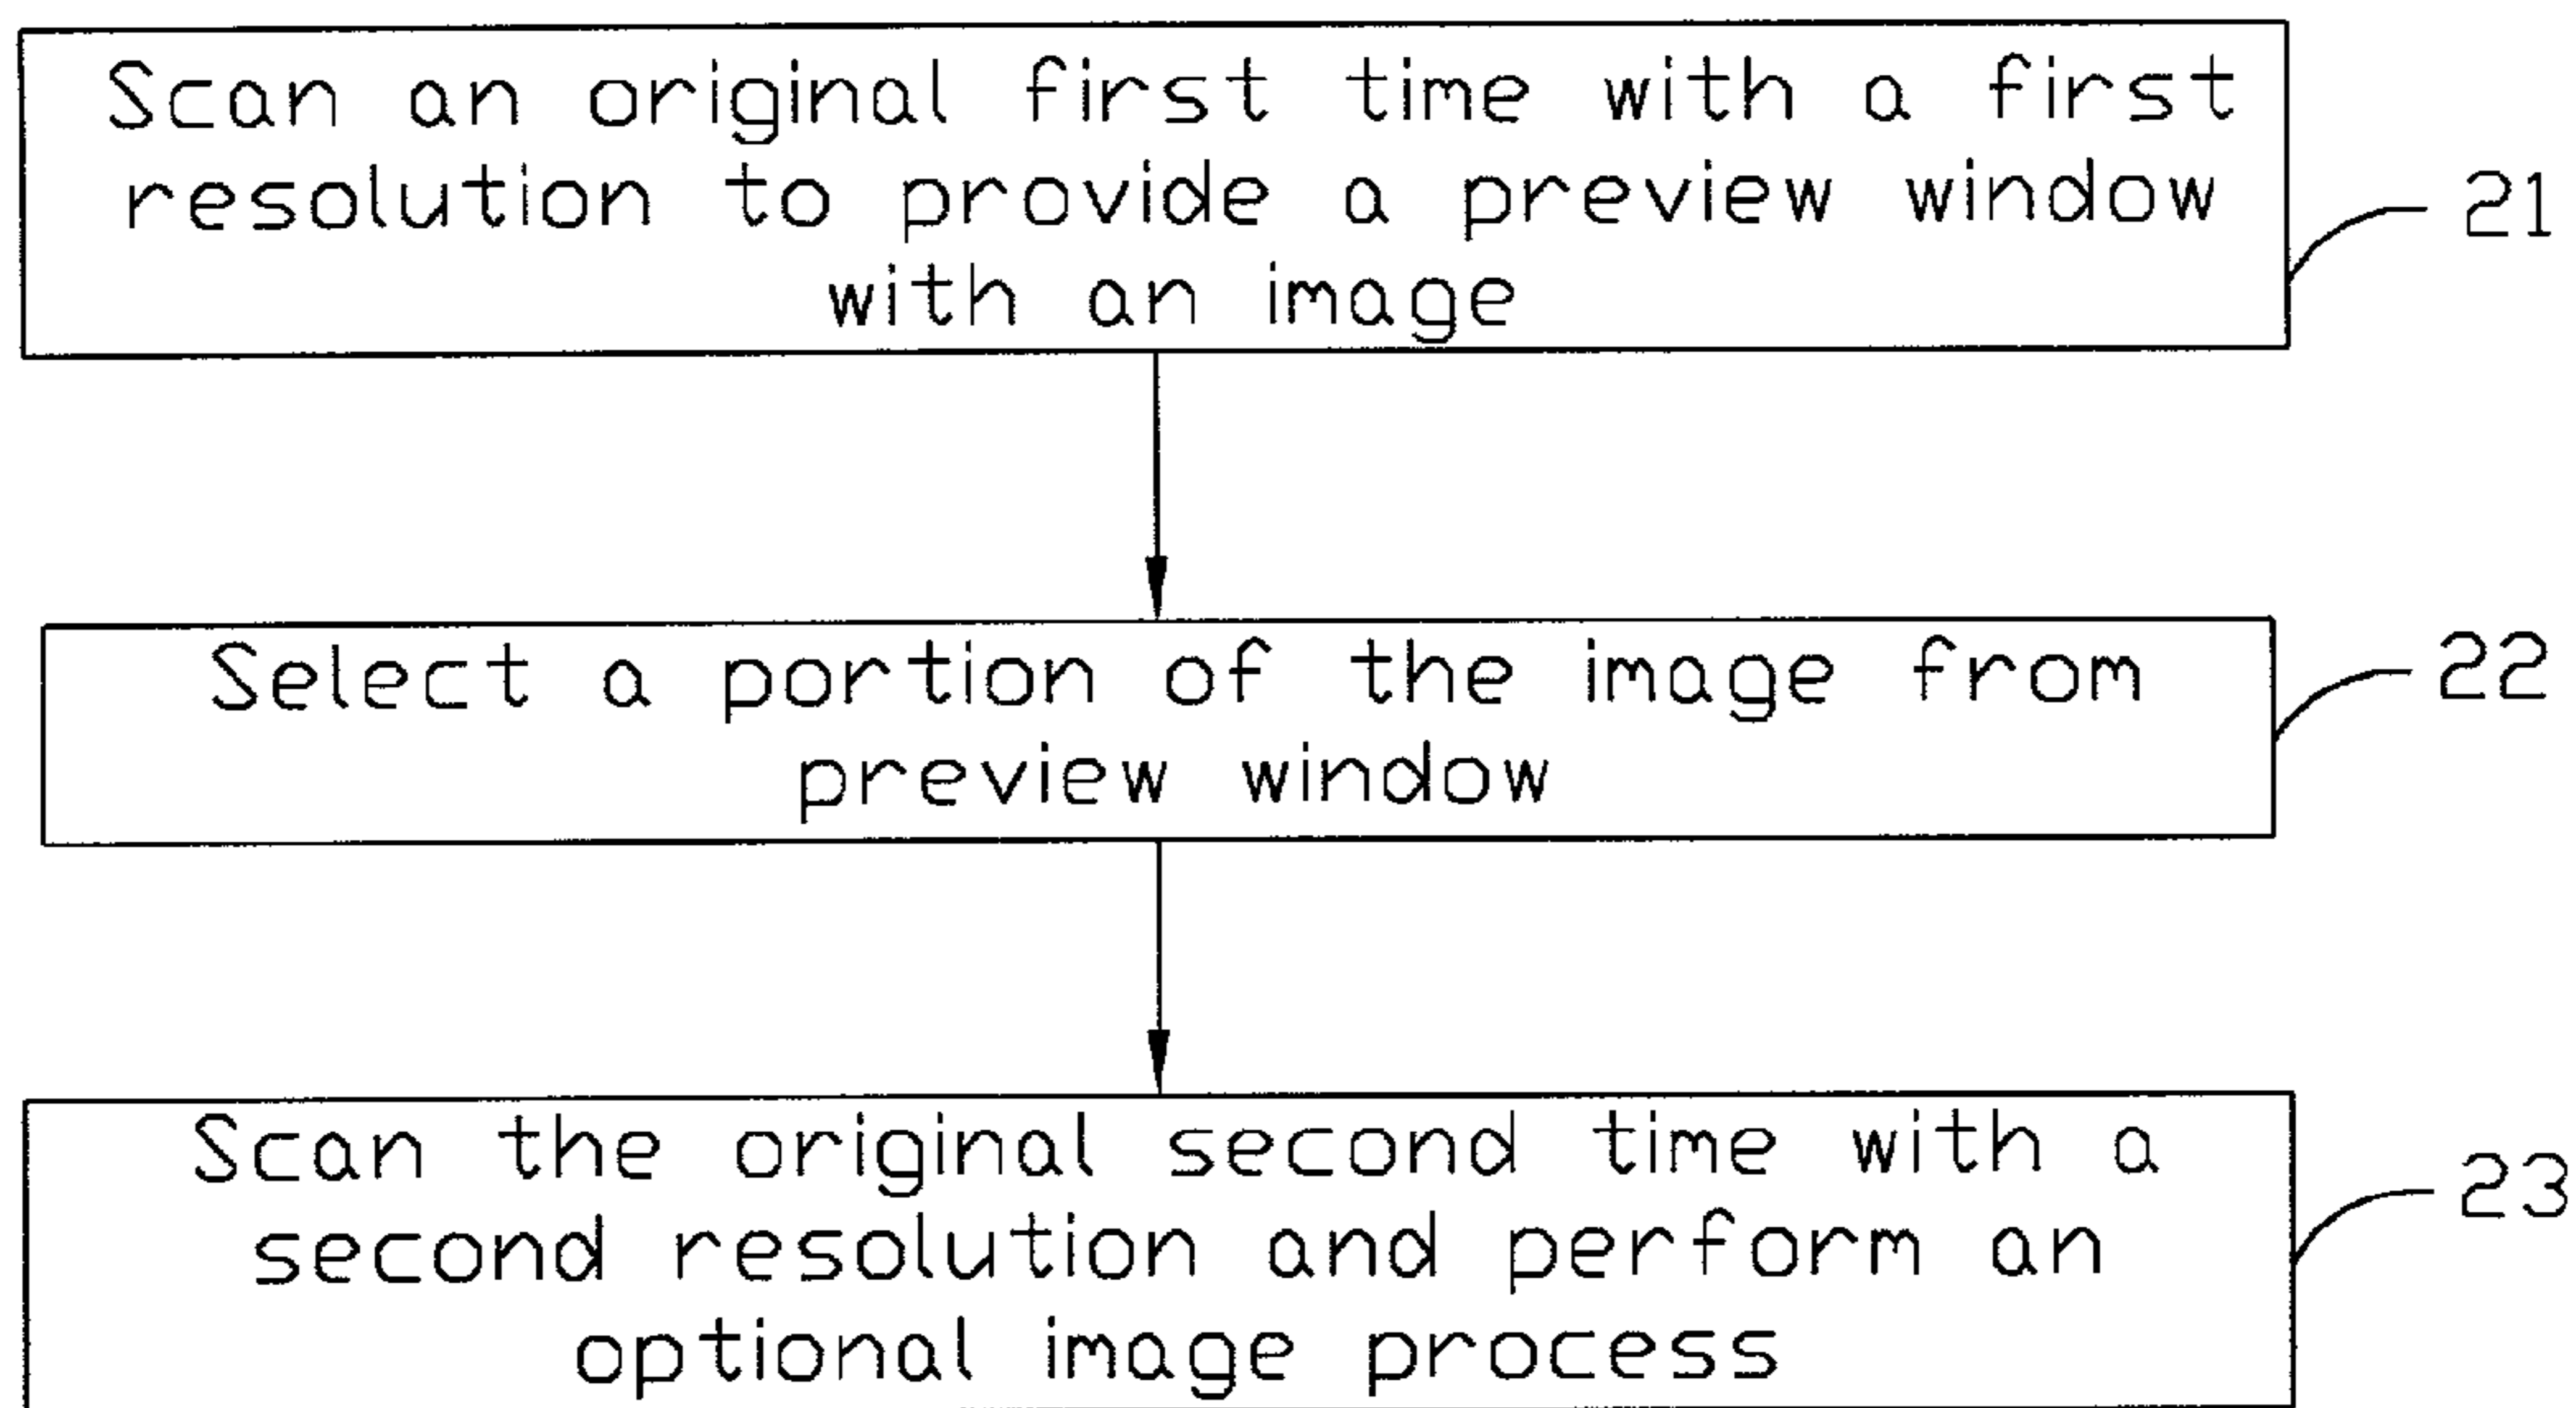 Scan an original first time with a first
resolution to provide a preview window
with an image
21
Select a portion of the image from
preview window
22
Scan the original second time with a
second resolution and perform an
optional image process
23